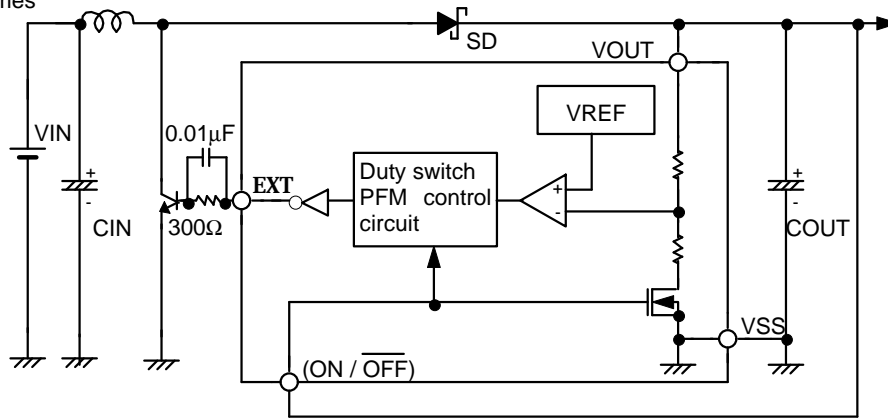 SD
VOUT
VREF
VIN
0.01µF
+
-
CIN
300Ω
EXT
Duty switch
PFM control
circuit
+
-
+
-
COUT
VSS
(ON / OFF)